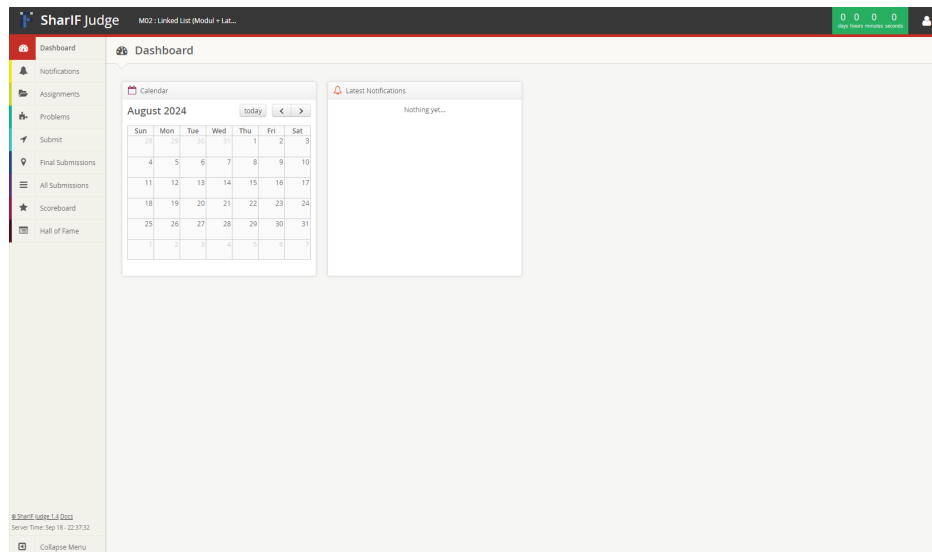 SharIF Judge
M02 : Linked List (Modul + Lat...
0 0 0 0
days hours minutes seconds
Dashboard
Notifications
Assignments
Problems
Submit
Final Submissions
All Submissions
Scoreboard
Hall of Fame
© SharIF Judge 1.4 Docs
Server Time: Sep 18 - 22:37:32
Collapse Menu
Dashboard
Calendar
August 2024
today
Sun Mon Tue Wed Thu Fri Sat
28 29 30 31 1 2 3
4 5 6 7 8 9 10
11 12 13 14 15 16 17
18 19 20 21 22 23 24
25 26 27 28 29 30 31
1 2 3 4 5 6 7
Latest Notifications
Nothing yet...